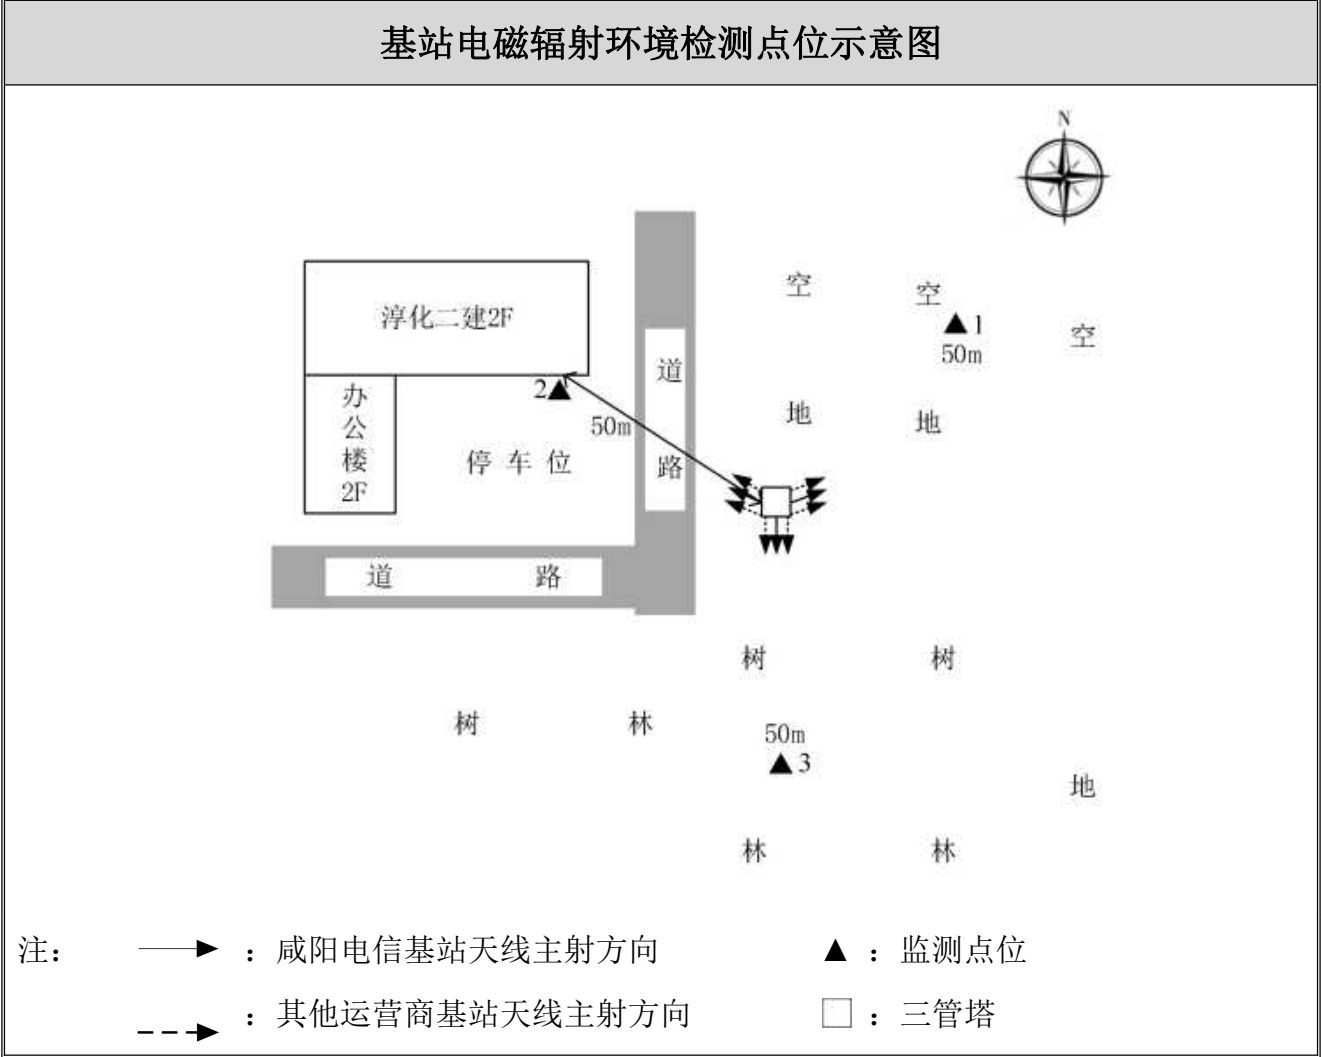 基站电磁辐射环境检测点位示意图
N
空
地
空
地
▲1
50m
空
地
淳化二建2F
办公楼2F
2▲
50m
停车位
道路
道路
树林
树林
树林
50m
▲3
注：
：咸阳电信基站天线主射方向
▲：监测点位
：其他运营商基站天线主射方向
□：三管塔